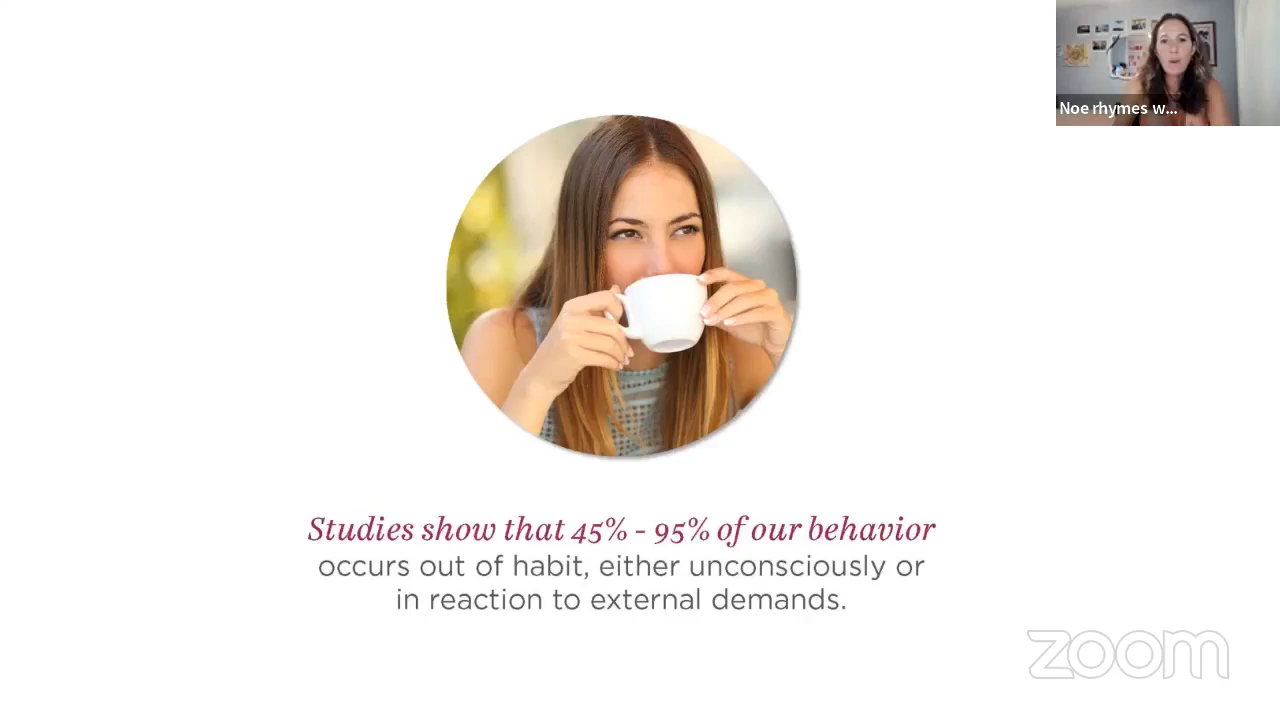 Noe rhymes w...
Studies show that 45% - 95% of our behavior
occurs out of habit, either unconsciously or
in reaction to external demands.
zoom